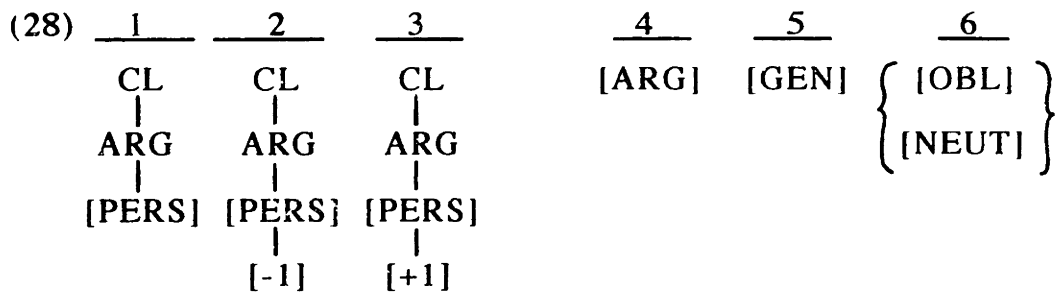 (28) 1 2 3 4 5 6
CL CL CL [ARG] [GEN] { [OBL] }
ARG ARG ARG { [NEUT] }
[PERS] [PERS] [PERS]
[-1] [+1]